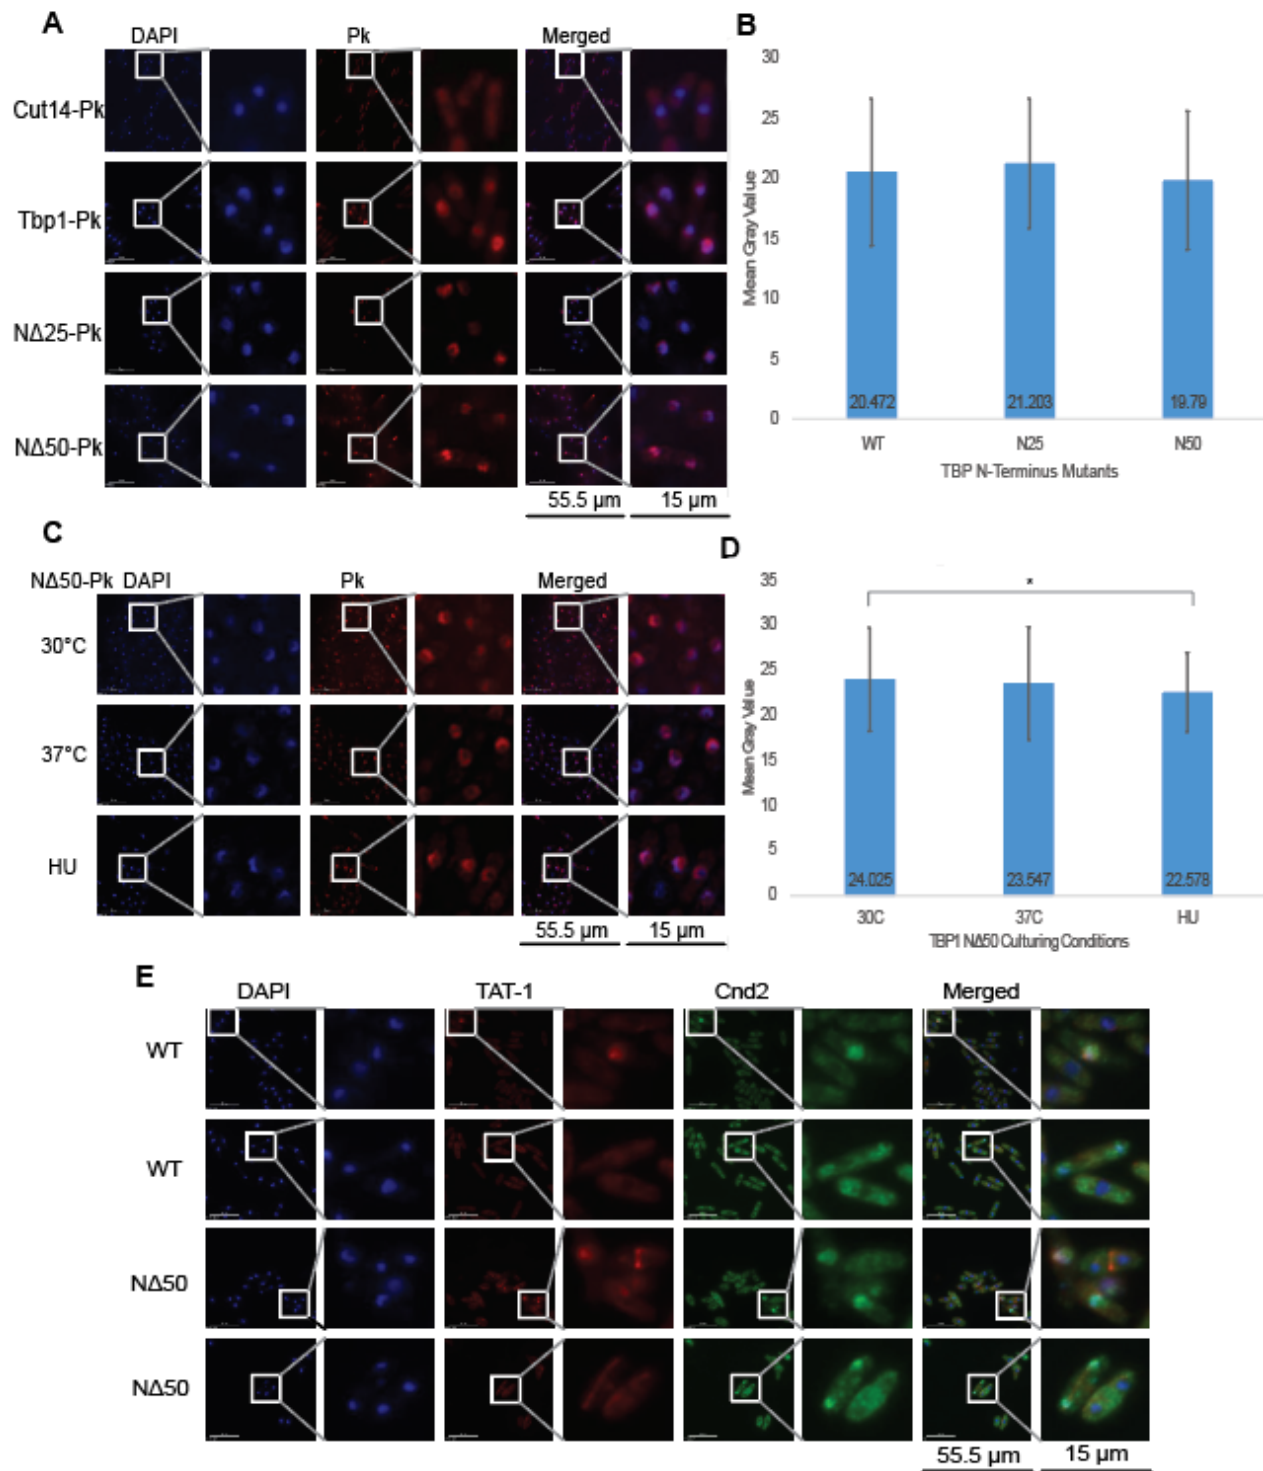 A
DAPI Pk Merged
Cut14-Pk
Tbp1-Pk
NΔ25-Pk
NΔ50-Pk
55.5 µm 15 µm
B
Mean Gray Value
30
25
20
15
10
5
0
20.472 21.203 19.79
WT N25 N50
TBP N-Terminus Mutants
C
NΔ50-Pk DAPI Pk Merged
30°C
37°C
HU
55.5 µm 15 µm
D
Mean Gray Value
35
30
25
20
15
10
5
0
*
24.025 23.547 22.578
30C 37C HU
TBP1 NΔ50 Culturing Conditions
E
DAPI TAT-1 Cnd2 Merged
WT
WT
NΔ50
NΔ50
55.5 µm 15 µm